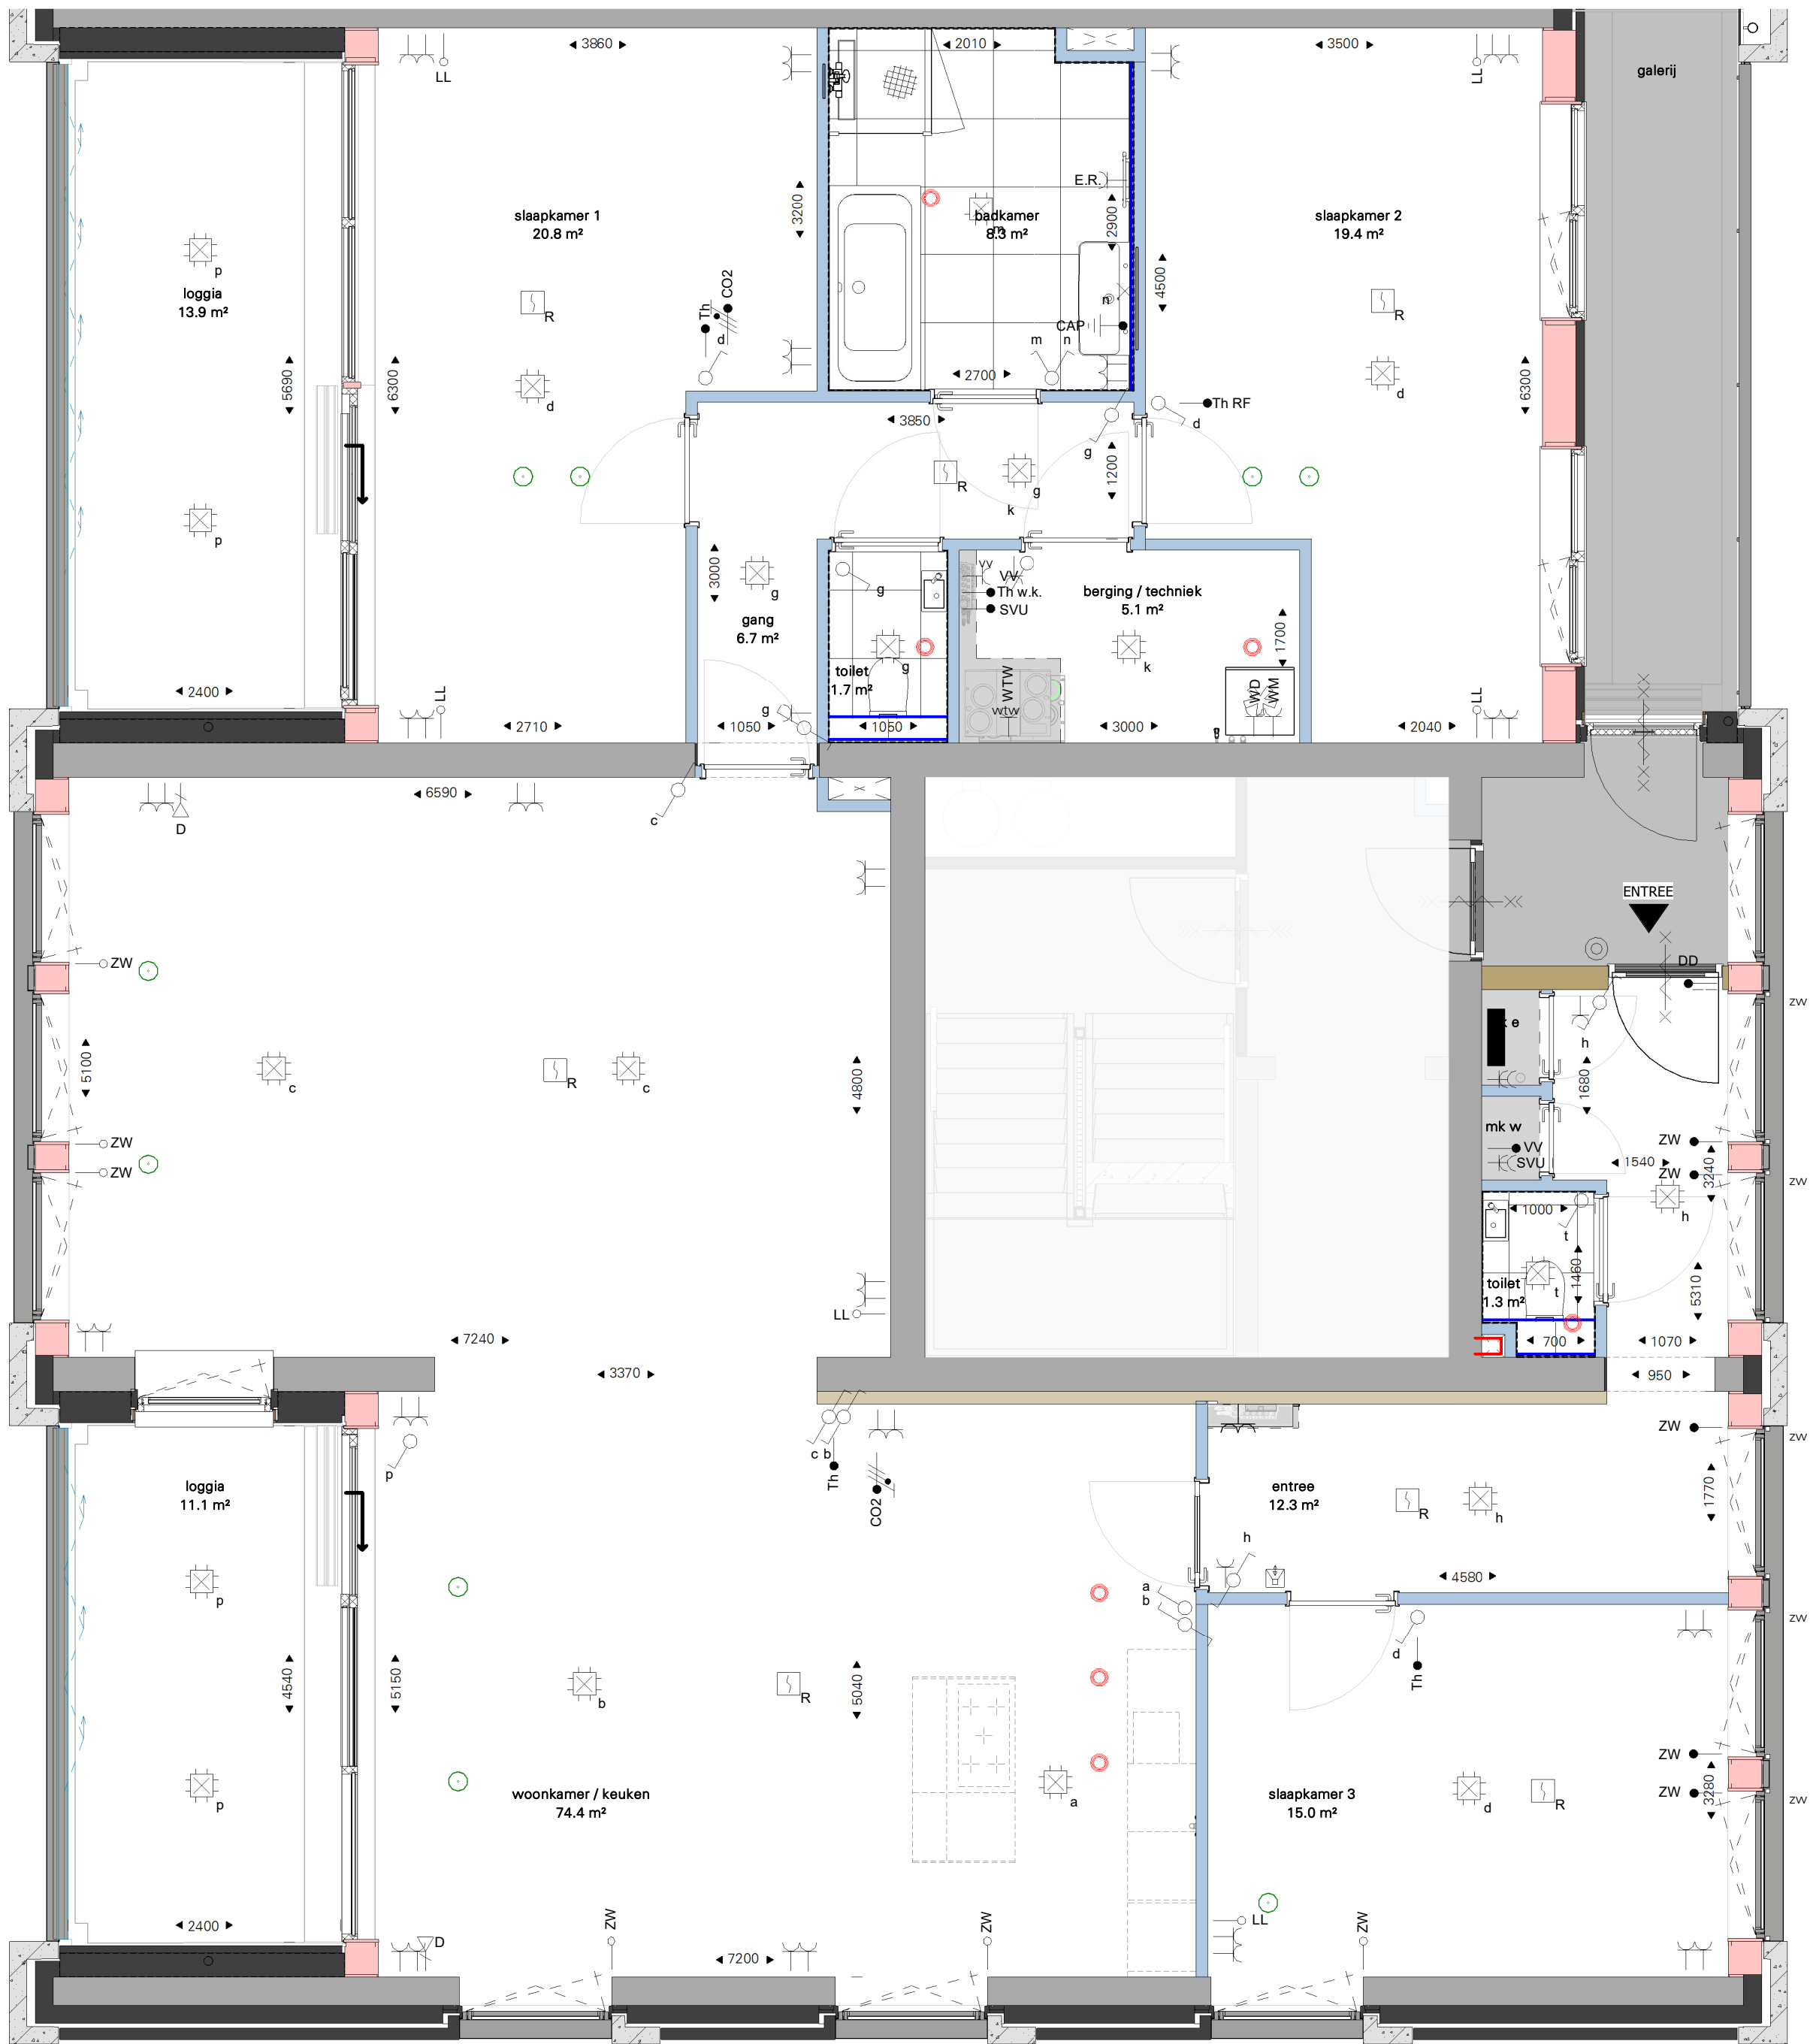 3860
2010
3500
galerij
LL
LL
E.R.
slaapkamer 1
20.8 m²
3200
badkamer
8.3 m²
m
2900
slaapkamer 2
19.4 m²
p
loggia
13.9 m²
R
Th
CO2
d
n
CAP
m
n
4500
R
5690
6300
d
2700
d
6300
3850
Th RF
d
g
1200
R
g
k
p
3000
g
gang
6.7 m²
g
vv
VV
Th w.k.
SVU
berging / techniek
5.1 m²
1700
k
toilet
1.7 m²
g
2400
LL
2710
g
1050
1050
WTW
wtw
3000
WD
WM
2040
LL
6590
D
c
ENTREE
ZW
DD
zw
k e
h
5100
c
R
c
4800
1680
mk w
ZW
VV
SVU
1540
ZW
ZW
3240
ZW
zw
1000
t
h
toilet
1.3 m²
1460
t
5310
LL
7240
700
1070
3370
950
p
c b
Th
CO2
ZW
zw
loggia
11.1 m²
entree
12.3 m²
R
h
1770
p
h
4580
a
b
zw
d
Th
4540
5150
b
R
5040
ZW
ZW
3280
p
woonkamer / keuken
74.4 m²
a
slaapkamer 3
15.0 m²
d
R
zw
2400
D
ZW
7200
ZW
LL
ZW